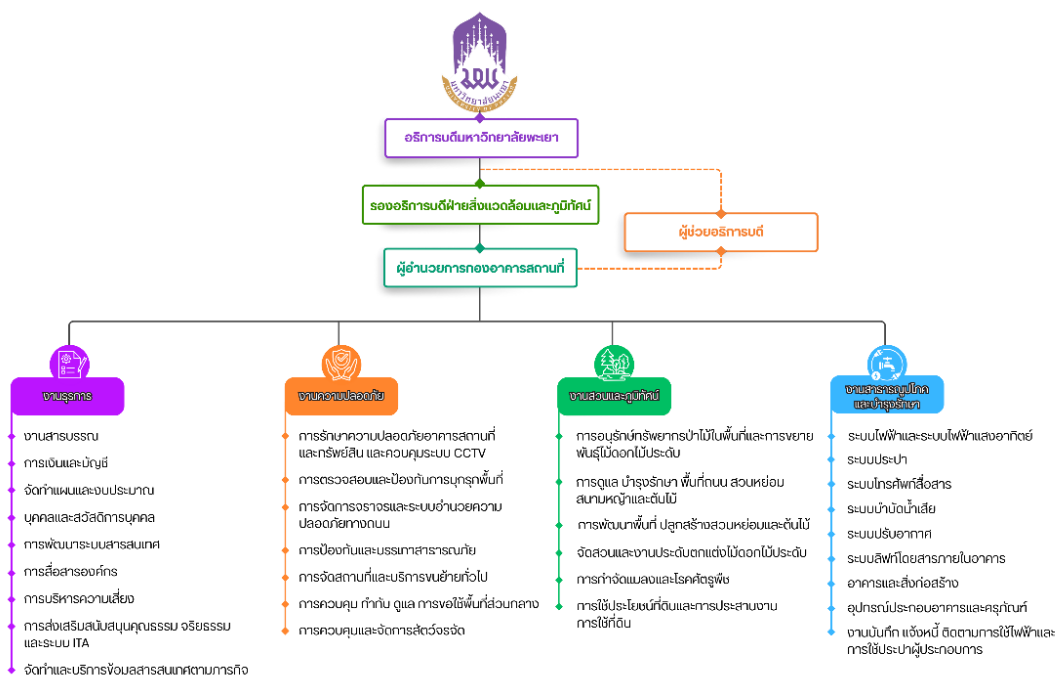 มหาวิทยาลัยพะเยา
UNIVERSITY OF PHAYAO
อธิการบดีมหาวิทยาลัยพะเยา
รองอธิการบดีฝ่ายสิ่งแวดล้อมและภูมิทัศน์
ผู้ช่วยอธิการบดี
ผู้อำนวยการกองอาคารสถานที่
งานธุรการ
งานสารบรรณ
การเงินและบัญชี
จัดทำแผนและงบประมาณ
บุคคลและสวัสดิการบุคคล
การพัฒนาระบบสารสนเทศ
การสื่อสารองค์กร
การบริหารความเสี่ยง
การส่งเสริมสนับสนุนคุณธรรม จริยธรรม
และระบบ ITA
จัดทำและบริการข้อมูลสารสนเทศตามภารกิจ
งานความปลอดภัย
การรักษาความปลอดภัยอาคารสถานที่
และทรัพย์สิน และควบคุมระบบ CCTV
การตรวจสอบและป้องกันการบุกรุกพื้นที่
การจัดการจราจรและระบบอำนวยความ
ปลอดภัยทางถนน
การป้องกันและบรรเทาสาธารณภัย
การจัดสถานที่และบริการขนย้ายทั่วไป
การควบคุม กำกับ ดูแล การขอใช้พื้นที่ส่วนกลาง
การควบคุมและจัดการสัตว์จรจัด
งานสวนและภูมิทัศน์
การอนุรักษ์ทรัพยากรป่าไม้ในพื้นที่และการขยาย
พันธุ์ไม้ดอกไม้ประดับ
การดูแล บำรุงรักษา พื้นที่ถนน สวนหย่อม
สนามหญ้าและต้นไม้
การพัฒนาพื้นที่ ปลูกสร้างสวนหย่อมและต้นไม้
จัดสวนและงานประดับตกแต่งไม้ดอกไม้ประดับ
การกำจัดแมลงและโรคศัตรูพืช
การใช้ประโยชน์ที่ดินและการประสานงาน
การใช้ที่ดิน
งานสาธารณูปโภค
และบำรุงรักษา
ระบบไฟฟ้าและระบบไฟฟ้าแสงอาทิตย์
ระบบประปา
ระบบโทรศัพท์สื่อสาร
ระบบบำบัดน้ำเสีย
ระบบปรับอากาศ
ระบบลิฟท์โดยสารภายในอาคาร
อาคารและสิ่งก่อสร้าง
อุปกรณ์ประกอบอาคารและครุภัณฑ์
งานบันทึก แจ้งหนี้ ติดตามการใช้ไฟฟ้าและ
การใช้ประปาผู้ประกอบการ